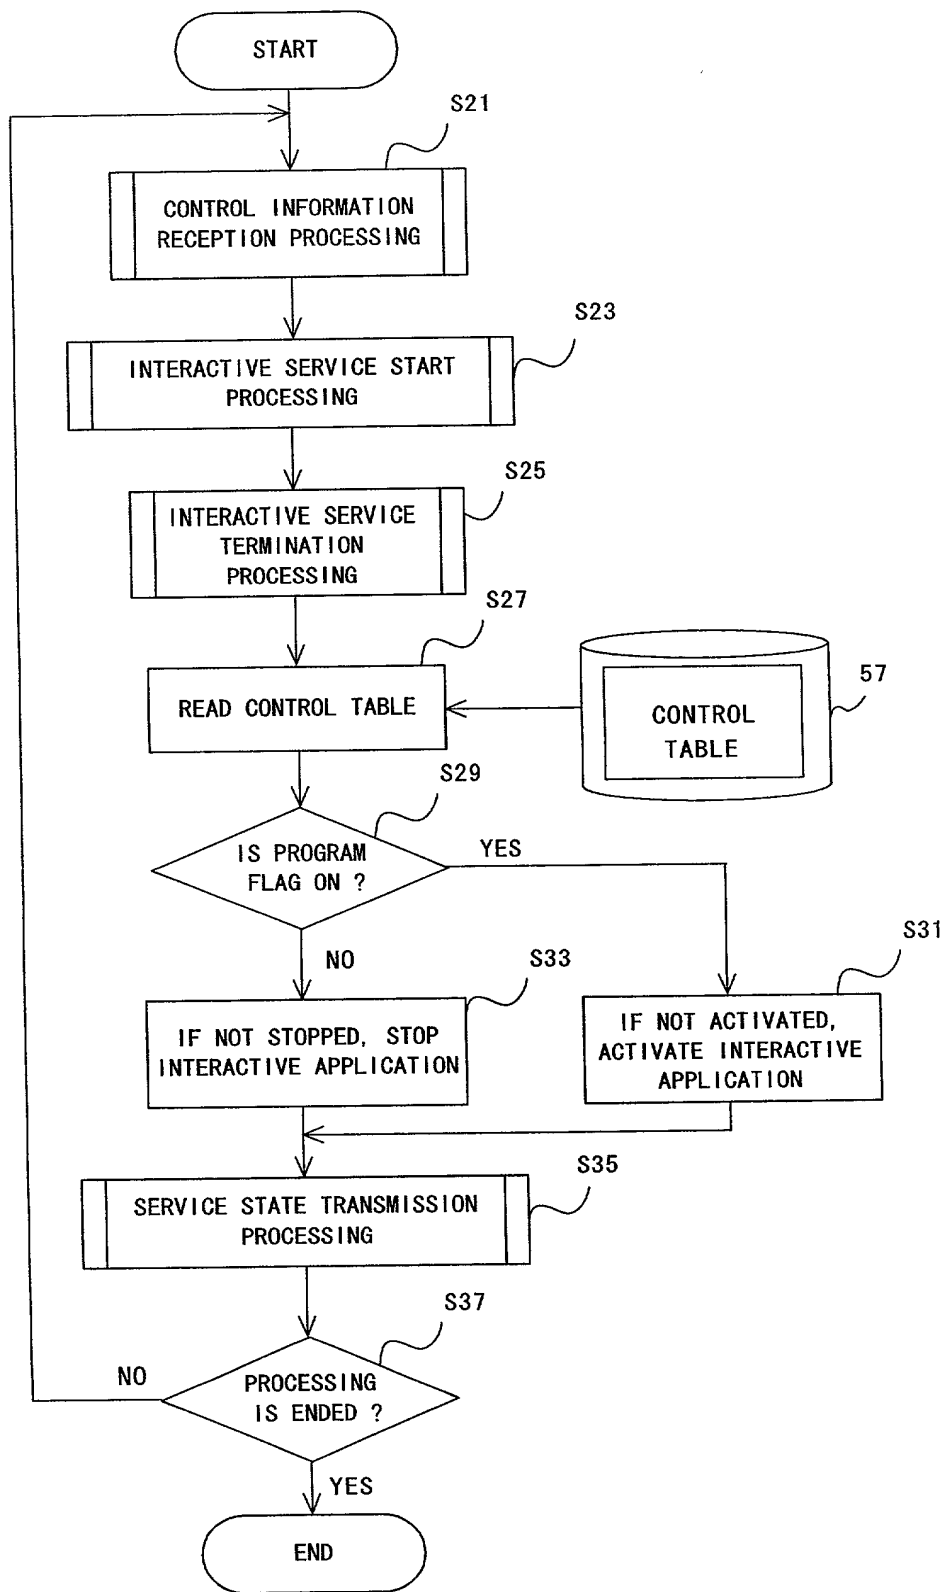 START
S21
CONTROL INFORMATION
RECEPTION PROCESSING
S23
INTERACTIVE SERVICE START
PROCESSING
S25
INTERACTIVE SERVICE
TERMINATION
PROCESSING
S27
READ CONTROL TABLE
57
CONTROL
TABLE
S29
IS PROGRAM
FLAG ON ?
YES
NO
S33
IF NOT STOPPED, STOP
INTERACTIVE APPLICATION
S31
IF NOT ACTIVATED,
ACTIVATE INTERACTIVE
APPLICATION
S35
SERVICE STATE TRANSMISSION
PROCESSING
S37
NO
PROCESSING
IS ENDED ?
YES
END